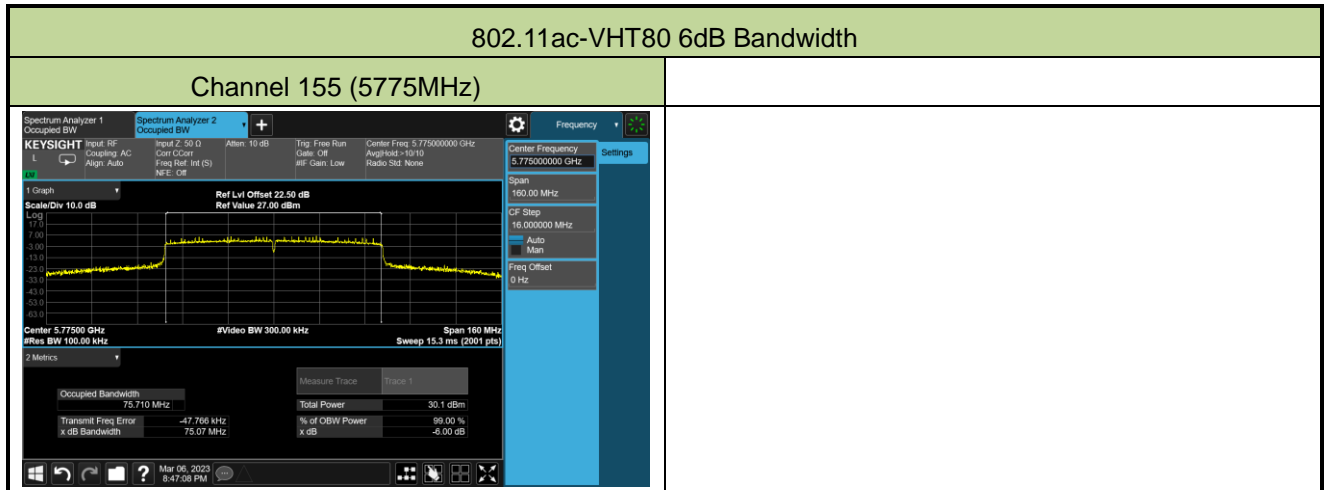 802.11ac-VHT80 6dB Bandwidth
Channel 155 (5775MHz)
Spectrum Analyzer 1
Occupied BW
Spectrum Analyzer 2
Occupied BW
Frequency
KEYSIGHT
L
LXI
Input: RF
Coupling: AC
Align: Auto
Input Z: 50 Ω
Corr CCorr
Freq Ref: Int (S)
NFE: Off
Atten: 10 dB
Trig: Free Run
Gate: Off
#IF Gain: Low
Center Freq: 5.775000000 GHz
Avg|Hold:>10/10
Radio Std: None
Center Frequency
5.775000000 GHz
Settings
Span
160.00 MHz
CF Step
16.000000 MHz
Auto
Man
Freq Offset
0 Hz
1 Graph
Scale/Div 10.0 dB
Ref Lvl Offset 22.50 dB
Ref Value 27.00 dBm
Log
17.0
7.00
-3.00
-13.0
-23.0
-33.0
-43.0
-53.0
-63.0
Center 5.77500 GHz
#Video BW 300.00 kHz
Span 160 MHz
#Res BW 100.00 kHz
Sweep 15.3 ms (2001 pts)
2 Metrics
Measure Trace Trace 1
Occupied Bandwidth
75.710 MHz
Total Power 30.1 dBm
Transmit Freq Error -47.766 kHz
% of OBW Power 99.00 %
x dB Bandwidth 75.07 MHz
x dB -6.00 dB
Mar 06, 2023
8:47:08 PM